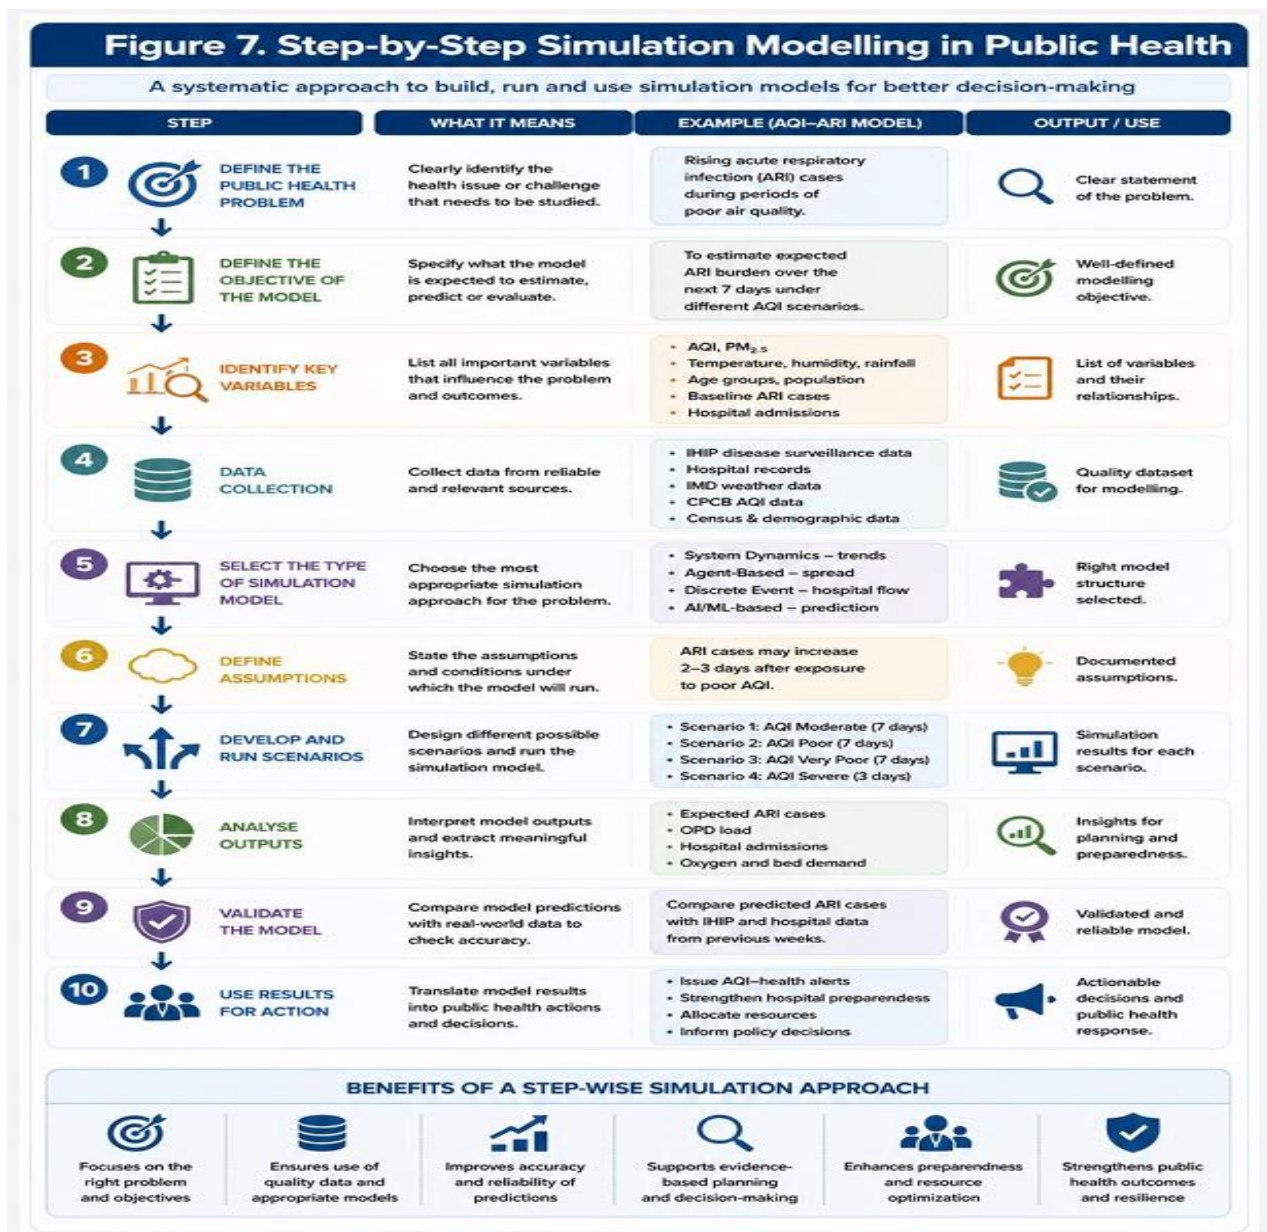 Figure 7. Step-by-Step Simulation Modelling in Public Health
A systematic approach to build, run and use simulation models for better decision-making
STEP
WHAT IT MEANS
EXAMPLE (AQI–ARI MODEL)
OUTPUT / USE
1
DEFINE THE
PUBLIC HEALTH
PROBLEM
Clearly identify the
health issue or challenge
that needs to be studied.
Rising acute respiratory
infection (ARI) cases
during periods of
poor air quality.
Clear statement
of the problem.
2
DEFINE THE
OBJECTIVE OF
THE MODEL
Specify what the model
is expected to estimate,
predict or evaluate.
To estimate expected
ARI burden over the
next 7 days under
different AQI scenarios.
Well-defined
modelling
objective.
3
IDENTIFY KEY
VARIABLES
List all important variables
that influence the problem
and outcomes.
• AQI, PM₂.₅
• Temperature, humidity, rainfall
• Age groups, population
• Baseline ARI cases
• Hospital admissions
List of variables
and their
relationships.
4
DATA
COLLECTION
Collect data from reliable
and relevant sources.
• IHIP disease surveillance data
• Hospital records
• IMD weather data
• CPCB AQI data
• Census & demographic data
Quality dataset
for modelling.
5
SELECT THE TYPE
OF SIMULATION
MODEL
Choose the most
appropriate simulation
approach for the problem.
• System Dynamics – trends
• Agent-Based – spread
• Discrete Event – hospital flow
• AI/ML-based – prediction
Right model
structure
selected.
6
DEFINE
ASSUMPTIONS
State the assumptions
and conditions under
which the model will run.
ARI cases may increase
2–3 days after exposure
to poor AQI.
Documented
assumptions.
7
DEVELOP AND
RUN SCENARIOS
Design different possible
scenarios and run the
simulation model.
• Scenario 1: AQI Moderate (7 days)
• Scenario 2: AQI Poor (7 days)
• Scenario 3: AQI Very Poor (7 days)
• Scenario 4: AQI Severe (3 days)
Simulation
results for each
scenario.
8
ANALYSE
OUTPUTS
Interpret model outputs
and extract meaningful
insights.
• Expected ARI cases
• OPD load
• Hospital admissions
• Oxygen and bed demand
Insights for
planning and
preparedness.
9
VALIDATE
THE MODEL
Compare model predictions
with real-world data to
check accuracy.
Compare predicted ARI cases
with IHIP and hospital data
from previous weeks.
Validated and
reliable model.
10
USE RESULTS
FOR ACTION
Translate model results
into public health actions
and decisions.
• Issue AQI–health alerts
• Strengthen hospital preparendess
• Allocate resources
• Inform policy decisions
Actionable
decisions and
public health
response.
BENEFITS OF A STEP-WISE SIMULATION APPROACH
Focuses on the
right problem
and objectives
Ensures use of
quality data and
appropriate models
Improves accuracy
and reliability of
predictions
Supports evidence-
based planning
and decision-making
Enhances preparedness
and resource
optimization
Strengthens public
health outcomes
and resilience